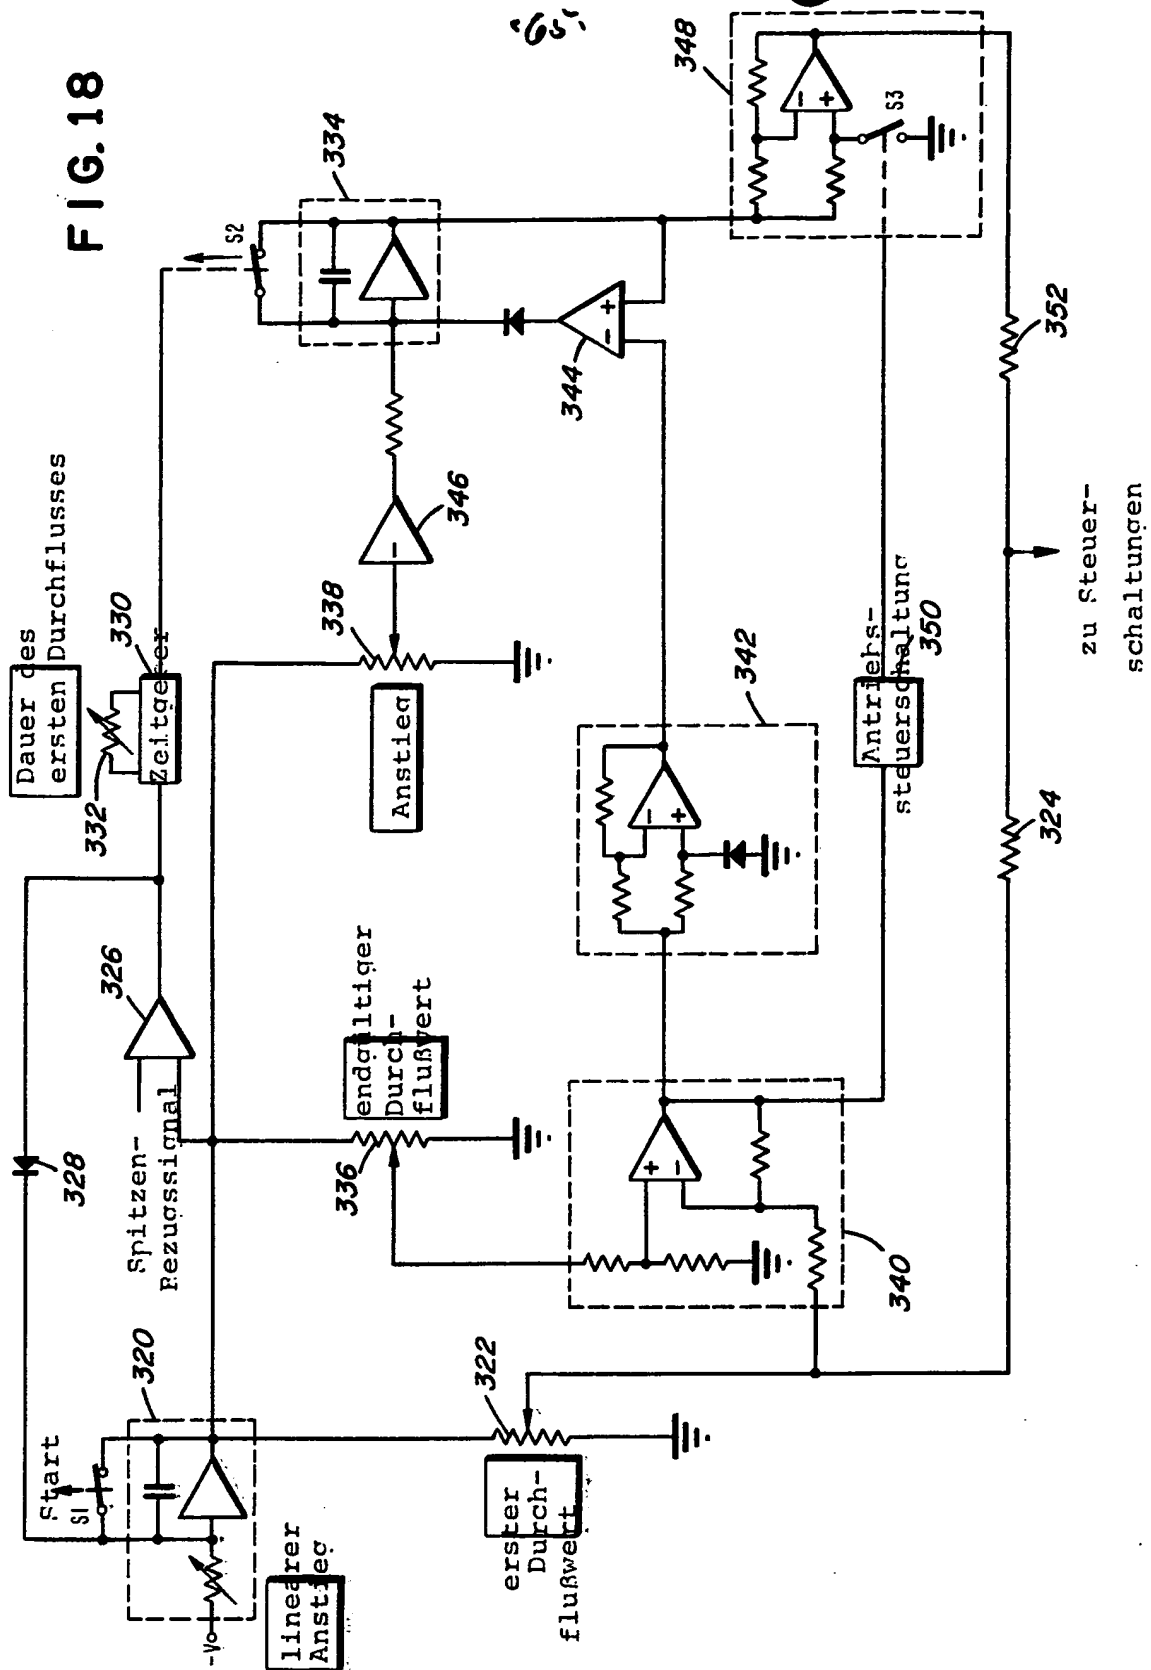 FIG. 18
"65"
Dauer des
ersten Durchflusses
332
Zeitgeber
330
S2
334
348
S3
326
328
Start
S1
320
-V
linearer
Anstieg
Spitzen-
Bezugssignal
endgültiger
Durch-
flußwert
336
338
Anstieg
346
344
342
322
erster
Durch-
flußwert
340
Antriebs-
steuerschaltung
350
324
352
zu Steuer-
schaltungen